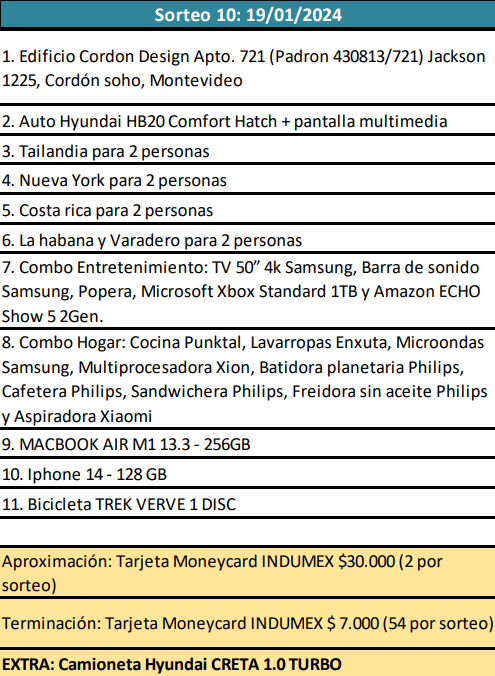 Sorteo 10: 19/01/2024
1. Edificio Cordon Design Apto. 721 (Padron 430813/721) Jackson
1225, Cordón soho, Montevideo
2. Auto Hyundai HB20 Comfort Hatch + pantalla multimedia
3. Tailandia para 2 personas
4. Nueva York para 2 personas
5. Costa rica para 2 personas
6. La habana y Varadero para 2 personas
7. Combo Entretenimiento: TV 50” 4k Samsung, Barra de sonido
Samsung, Popera, Microsoft Xbox Standard 1TB y Amazon ECHO
Show 5 2Gen.
8. Combo Hogar: Cocina Punktal, Lavarropas Enxuta, Microondas
Samsung, Multiprocesadora Xion, Batidora planetaria Philips,
Cafetera Philips, Sandwichera Philips, Freidora sin aceite Philips
y Aspiradora Xiaomi
9. MACBOOK AIR M1 13.3 - 256GB
10. Iphone 14 - 128 GB
11. Bicicleta TREK VERVE 1 DISC
Aproximación: Tarjeta Moneycard INDUMEX $30.000 (2 por
sorteo)
Terminación: Tarjeta Moneycard INDUMEX $ 7.000 (54 por sorteo)
EXTRA: Camioneta Hyundai CRETA 1.0 TURBO